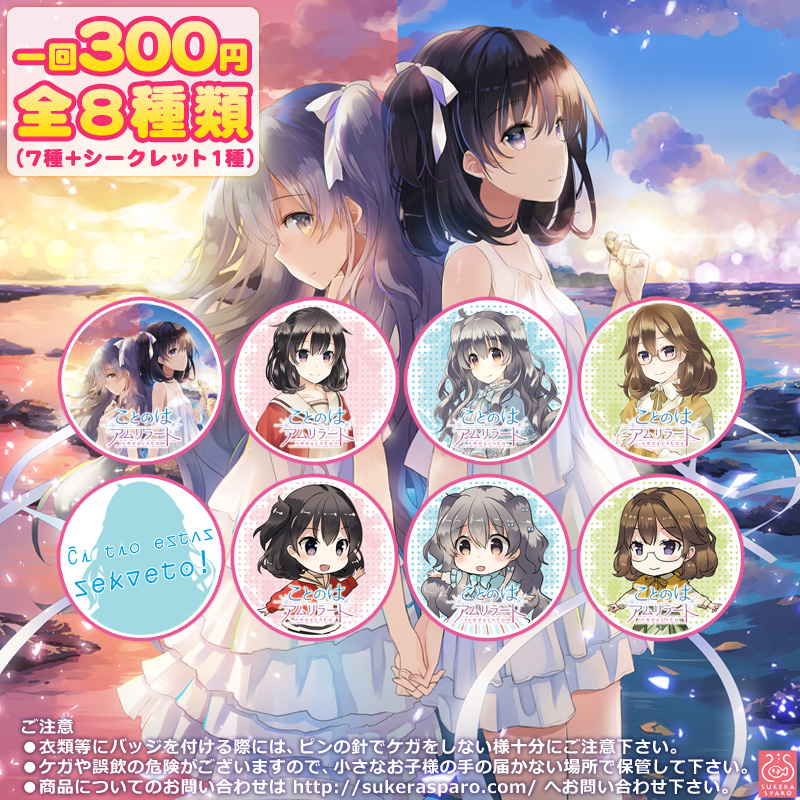 一回300円
全8種類
(7種+シークレット1種)
ことのは
アムリラート
ことのは
アムリラート
ことのは
アムリラート
ことのは
アムリラート
Ĉi tio estas
sekreto!
ことのは
アムリラート
ことのは
アムリラート
ことのは
アムリラート
ご注意
●衣類等にバッジを付ける際には、ピンの針でケガをしない様十分にご注意下さい。
●ケガや誤飲の危険がございますので、小さなお子様の手の届かない場所で保管して下さい。
●商品についてのお問い合わせは http://sukerasparo.com/ へお問い合わせ下さい。
SUKERA
SPARO